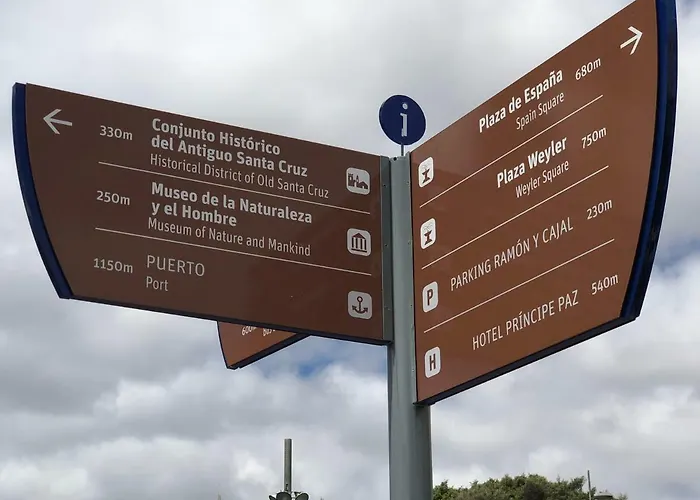 330m
Conjunto Histórico
del Antiguo Santa Cruz
Historical District of Old Santa Cruz
250m
Museo de la Naturaleza
y el Hombre
Museum of Nature and Mankind
1150m
PUERTO
Port
i
Plaza de España 680m
Spain Square
Plaza Weyler 750m
Weyler Square
P PARKING RAMÓN Y CAJAL 230m
H HOTEL PRÍNCIPE PAZ 540m